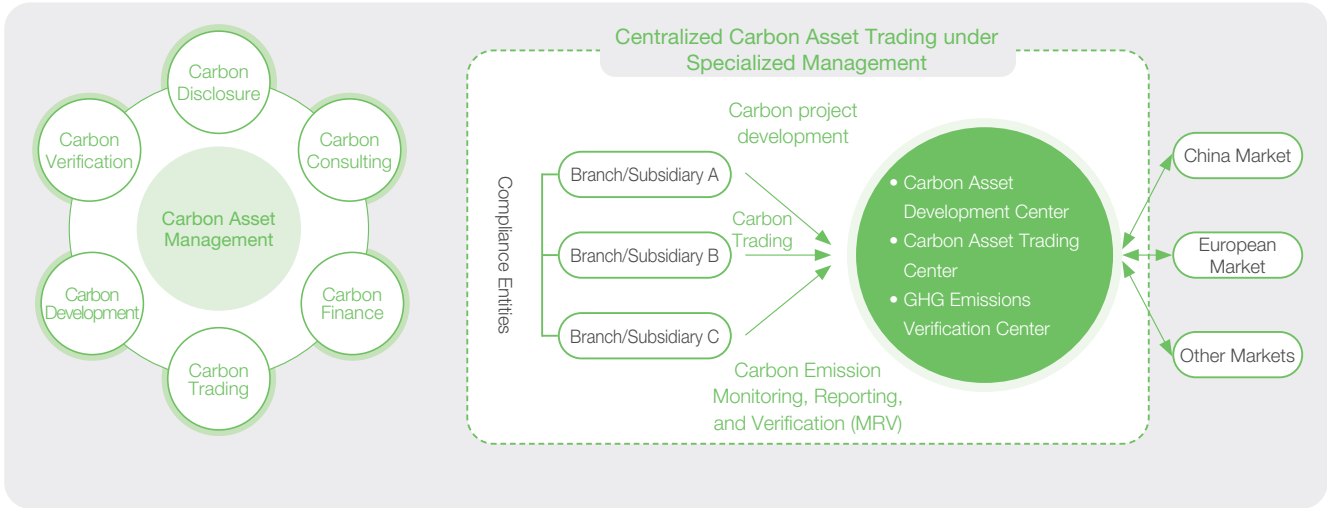 Carbon
Disclosure
Carbon
Consulting
Carbon
Finance
Carbon
Trading
Carbon
Development
Carbon
Verification
Carbon Asset
Management
Centralized Carbon Asset Trading under
Specialized Management
Compliance Entities
Branch/Subsidiary A
Branch/Subsidiary B
Branch/Subsidiary C
Carbon project
development
Carbon
Trading
Carbon Emission
Monitoring, Reporting,
and Verification (MRV)
• Carbon Asset
Development Center
• Carbon Asset Trading
Center
• GHG Emissions
Verification Center
China Market
European
Market
Other Markets